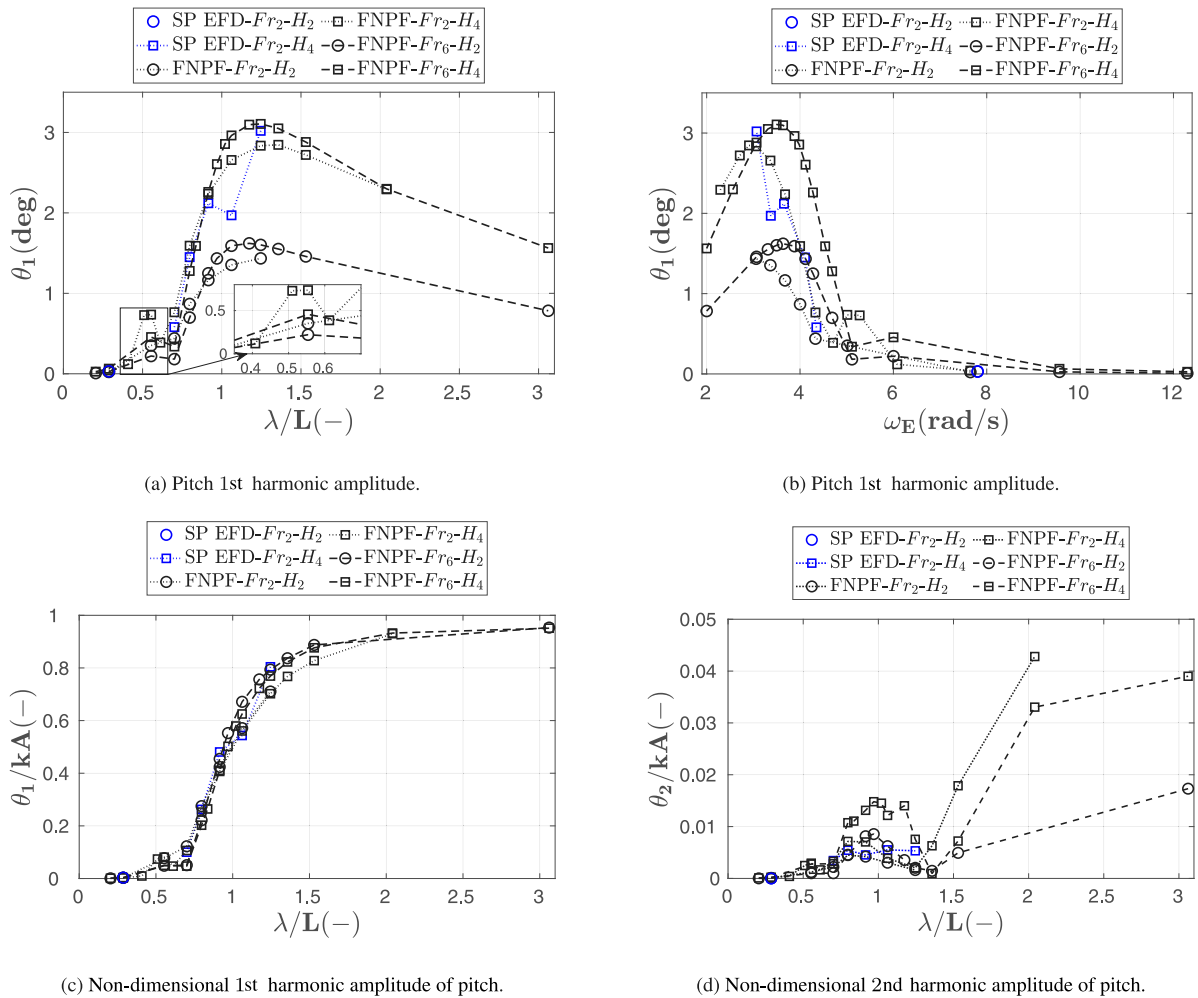 SP EFD-Fr₂-H₂ FNPF-Fr₂-H₄
SP EFD-Fr₂-H₄ FNPF-Fr₆-H₂
FNPF-Fr₂-H₂ FNPF-Fr₆-H₄
θ₁(deg)
3
2
1
0
0.5
0
0.4 0.5 0.6
0 0.5 1 1.5 2 2.5 3
λ/L(−)
(a) Pitch 1st harmonic amplitude.
SP EFD-Fr₂-H₂ FNPF-Fr₂-H₄
SP EFD-Fr₂-H₄ FNPF-Fr₆-H₂
FNPF-Fr₂-H₂ FNPF-Fr₆-H₄
θ₁(deg)
3
2
1
0
2 4 6 8 10 12
ω_E(rad/s)
(b) Pitch 1st harmonic amplitude.
SP EFD-Fr₂-H₂ FNPF-Fr₂-H₄
SP EFD-Fr₂-H₄ FNPF-Fr₆-H₂
FNPF-Fr₂-H₂ FNPF-Fr₆-H₄
θ₁/kA(−)
1
0.8
0.6
0.4
0.2
0
0 0.5 1 1.5 2 2.5 3
λ/L(−)
(c) Non-dimensional 1st harmonic amplitude of pitch.
SP EFD-Fr₂-H₂ FNPF-Fr₂-H₄
SP EFD-Fr₂-H₄ FNPF-Fr₆-H₂
FNPF-Fr₂-H₂ FNPF-Fr₆-H₄
θ₂/kA(−)
0.05
0.04
0.03
0.02
0.01
0
0 0.5 1 1.5 2 2.5 3
λ/L(−)
(d) Non-dimensional 2nd harmonic amplitude of pitch.